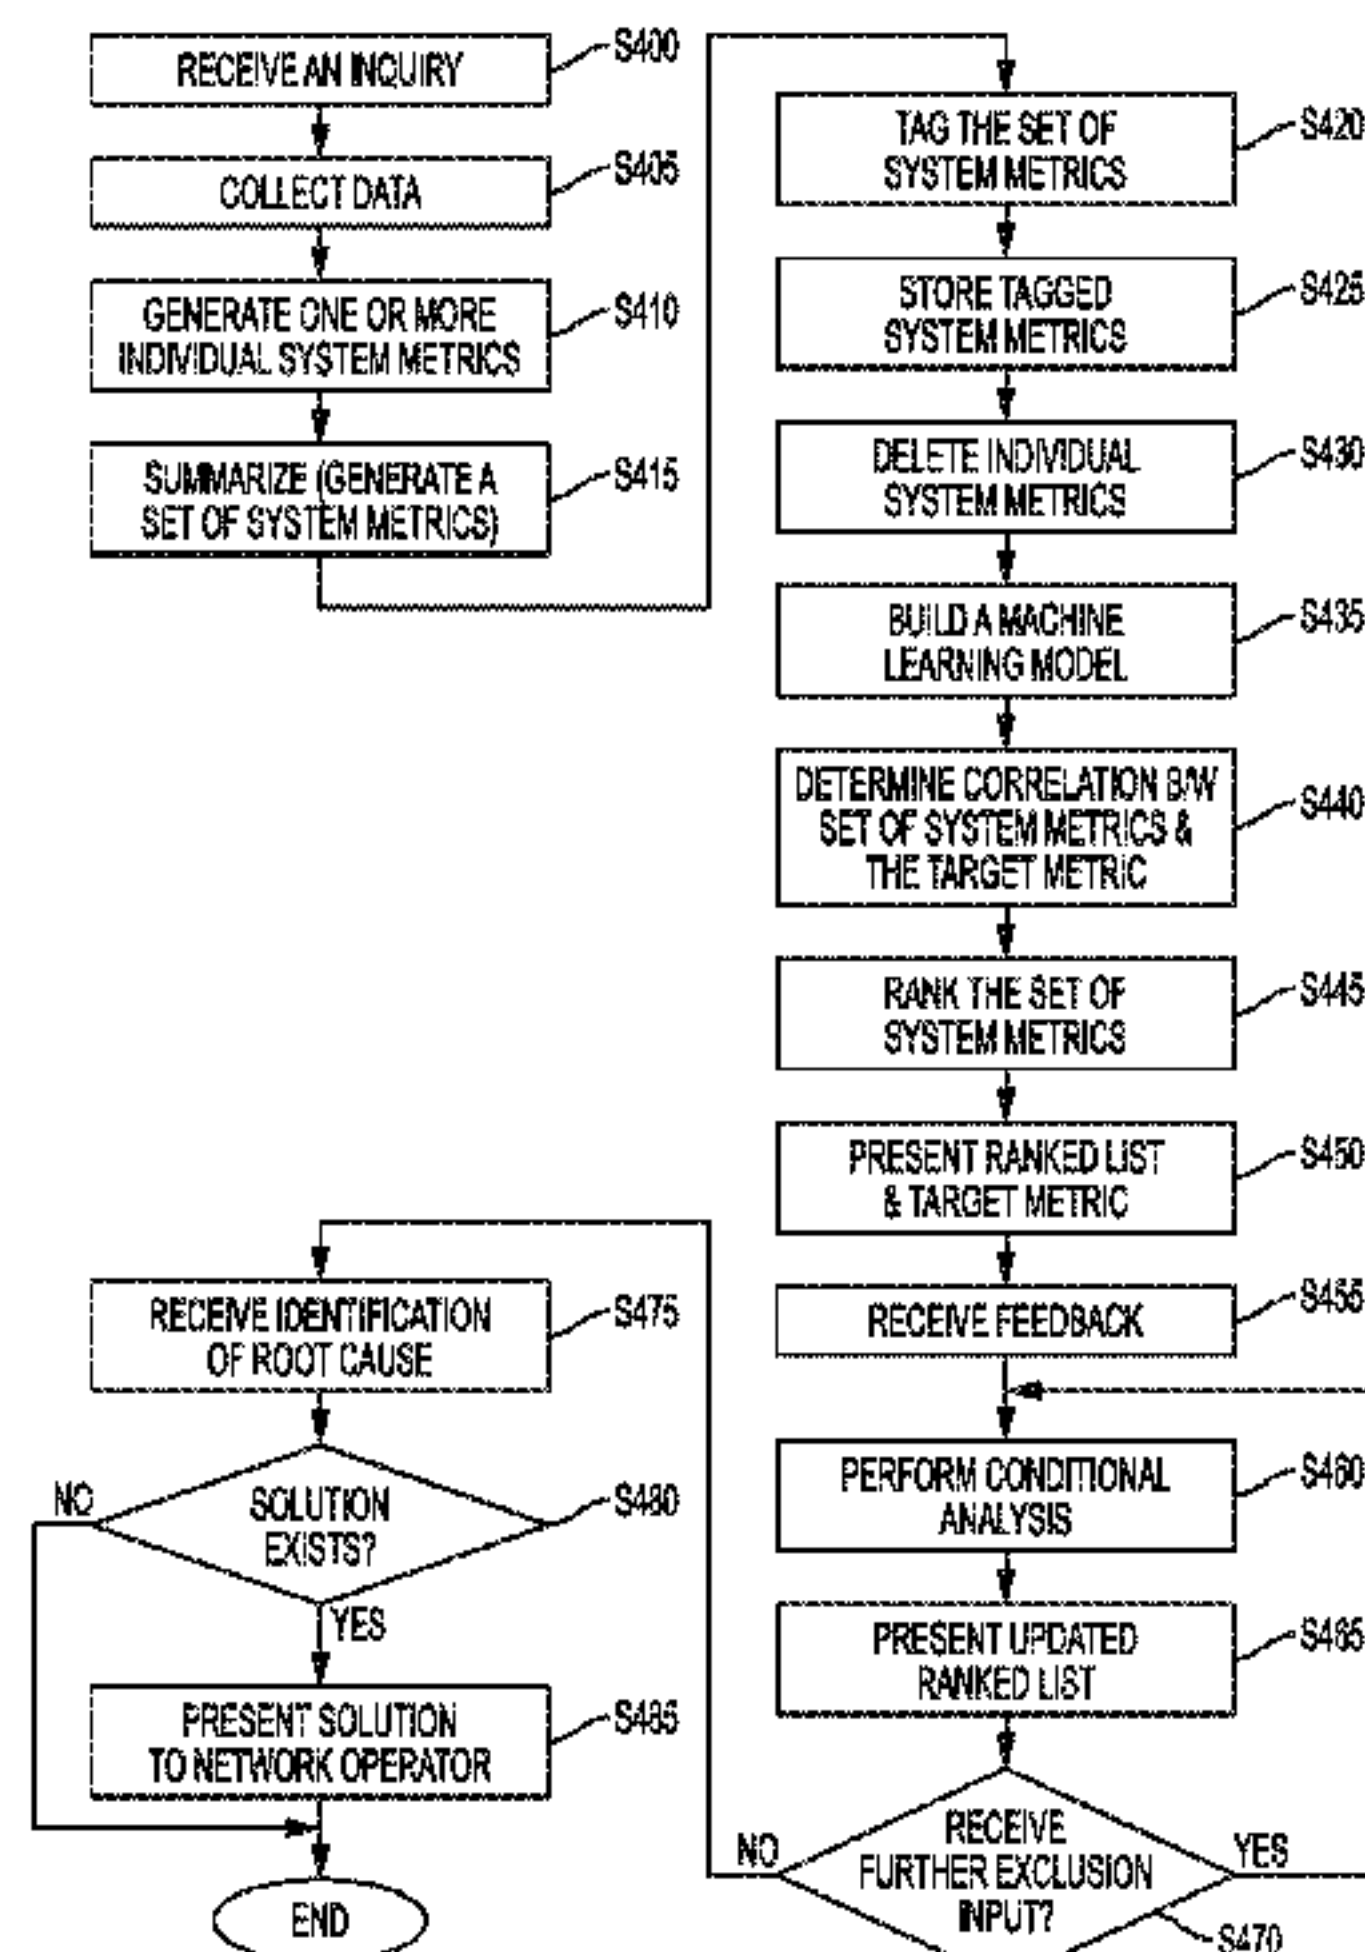 RECEIVE AN INQUIRY
S400
COLLECT DATA
S405
GENERATE ONE OR MORE
INDIVIDUAL SYSTEM METRICS
S410
SUMMARIZE (GENERATE A
SET OF SYSTEM METRICS)
S415
TAG THE SET OF
SYSTEM METRICS
S420
STORE TAGGED
SYSTEM METRICS
S425
DELETE INDIVIDUAL
SYSTEM METRICS
S430
BUILD A MACHINE
LEARNING MODEL
S435
DETERMINE CORRELATION B/W
SET OF SYSTEM METRICS &
THE TARGET METRIC
S440
RANK THE SET OF
SYSTEM METRICS
S445
PRESENT RANKED LIST
& TARGET METRIC
S450
RECEIVE FEEDBACK
S455
PERFORM CONDITIONAL
ANALYSIS
S460
PRESENT UPDATED
RANKED LIST
S465
RECEIVE
FURTHER EXCLUSION
INPUT?
NO
YES
S470
RECEIVE IDENTIFICATION
OF ROOT CAUSE
S475
SOLUTION
EXISTS?
NO
S480
YES
PRESENT SOLUTION
TO NETWORK OPERATOR
S485
END